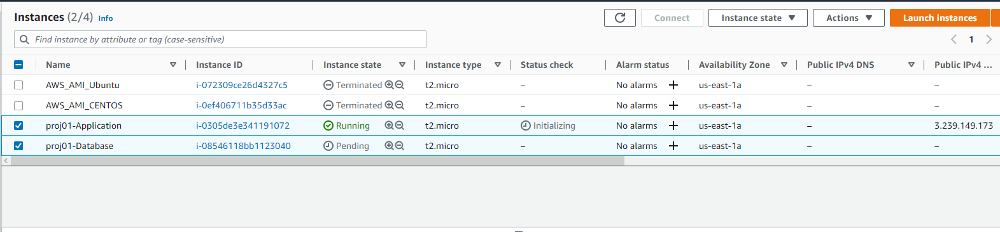 Instances (2/4) Info Connect Instance state Actions Launch instances
Find instance by attribute or tag (case-sensitive) 1
Name Instance ID Instance state Instance type Status check Alarm status Availability Zone Public IPv4 DNS Public IPv4 ...
AWS_AMI_Ubuntu i-072309ce26d4327c5 Terminated t2.micro – No alarms + us-east-1a – –
AWS_AMI_CENTOS i-0ef406711b35d33ac Terminated t2.micro – No alarms + us-east-1a – –
proj01-Application i-0305de3e341191072 Running t2.micro Initializing No alarms + us-east-1a – 3.239.149.173
proj01-Database i-08546118bb1123040 Pending t2.micro – No alarms + us-east-1a – –